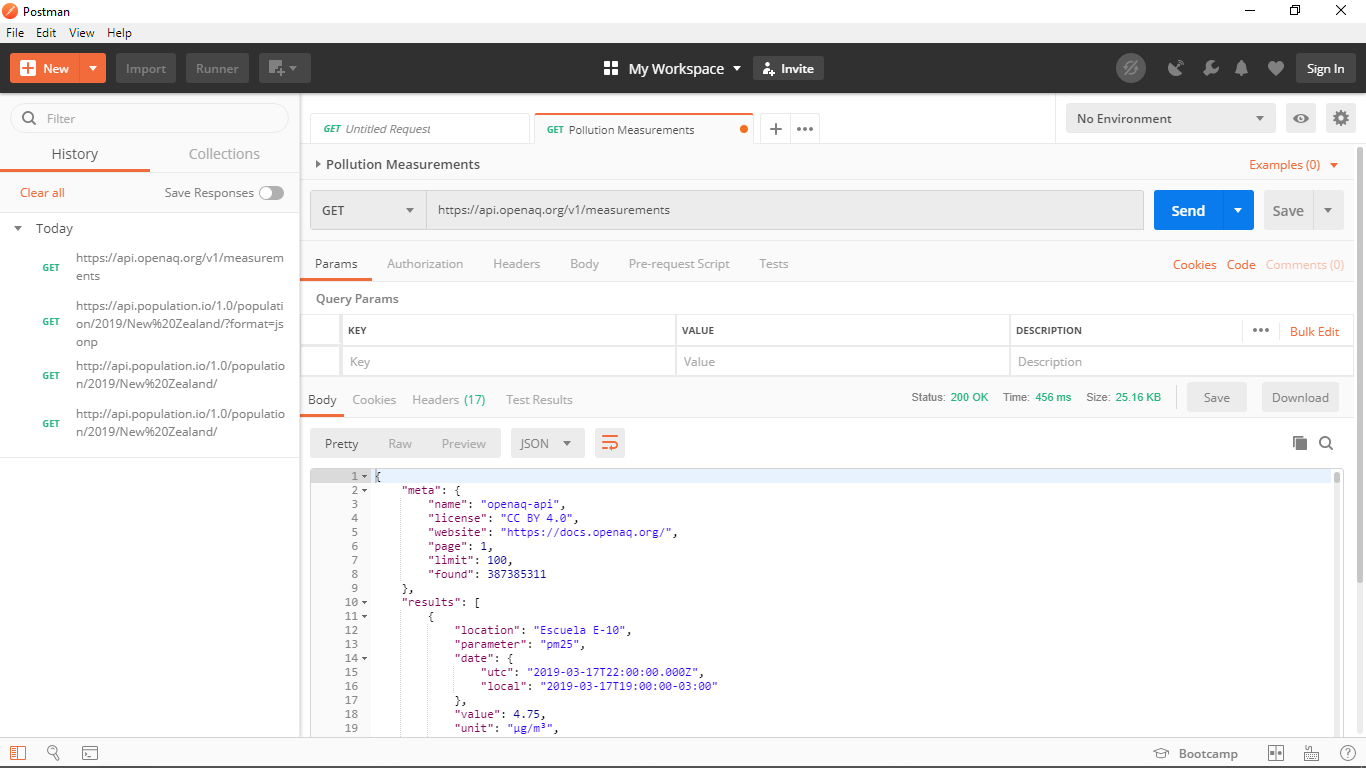 Postman
File Edit View Help
New Import Runner My Workspace Invite Sign In
Filter
History Collections
Clear all Save Responses
Today
GET https://api.openaq.org/v1/measurem
ents
GET https://api.population.io/1.0/populati
on/2019/New%20Zealand/?format=js
onp
GET http://api.population.io/1.0/populatio
n/2019/New%20Zealand/
GET http://api.population.io/1.0/populatio
n/2019/New%20Zealand/
GET Untitled Request GET Pollution Measurements
No Environment
Pollution Measurements Examples (0)
GET https://api.openaq.org/v1/measurements Send Save
Params Authorization Headers Body Pre-request Script Tests Cookies Code Comments (0)
Query Params
KEY VALUE DESCRIPTION Bulk Edit
Key Value Description
Body Cookies Headers (17) Test Results Status: 200 OK Time: 456 ms Size: 25.16 KB Save Download
Pretty Raw Preview JSON
1 {
2 "meta": {
3 "name": "openaq-api",
4 "license": "CC BY 4.0",
5 "website": "https://docs.openaq.org/",
6 "page": 1,
7 "limit": 100,
8 "found": 387385311
9 },
10 "results": [
11 {
12 "location": "Escuela E-10",
13 "parameter": "pm25",
14 "date": {
15 "utc": "2019-03-17T22:00:00.000Z",
16 "local": "2019-03-17T19:00:00-03:00"
17 },
18 "value": 4.75,
19 "unit": "µg/m³",
Bootcamp